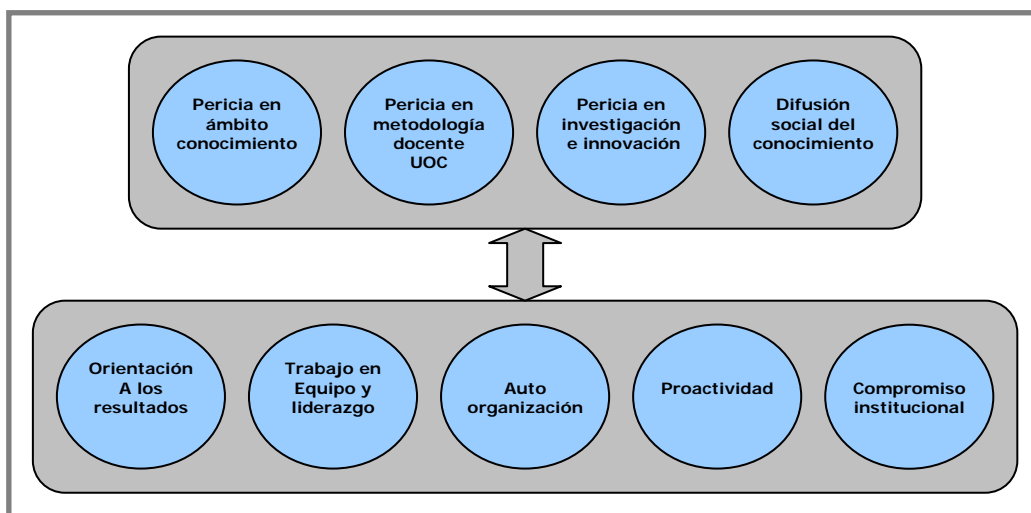 Pericia en
ámbito
conocimiento
Pericia en
metodología
docente
UOC
Pericia en
investigación
e innovación
Difusión
social del
conocimiento
Orientación
A los
resultados
Trabajo en
Equipo y
liderazgo
Auto
organización
Proactividad
Compromiso
institucional